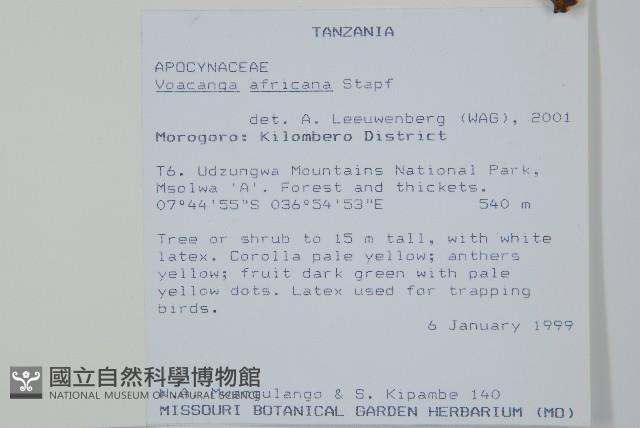 TANZANIA
APOCYNACEAE
Voacanga africana Stapf
det. A. Leeuwenberg (WAG), 2001
Morogoro: Kilombero District
T6. Udzungwa Mountains National Park,
Msolwa 'A'. Forest and thickets.
07°44'55"S 036°54'53"E 540 m
Tree or shrub to 15 m tall, with white
latex. Corolla pale yellow; anthers
yellow; fruit dark green with pale
yellow dots. Latex used for trapping
birds.
6 January 1999
國立自然科學博物館
NATIONAL MUSEUM OF NATURAL SCIENCE
& S. Kipambe 140
MISSOURI BOTANICAL GARDEN HERBARIUM (MO)